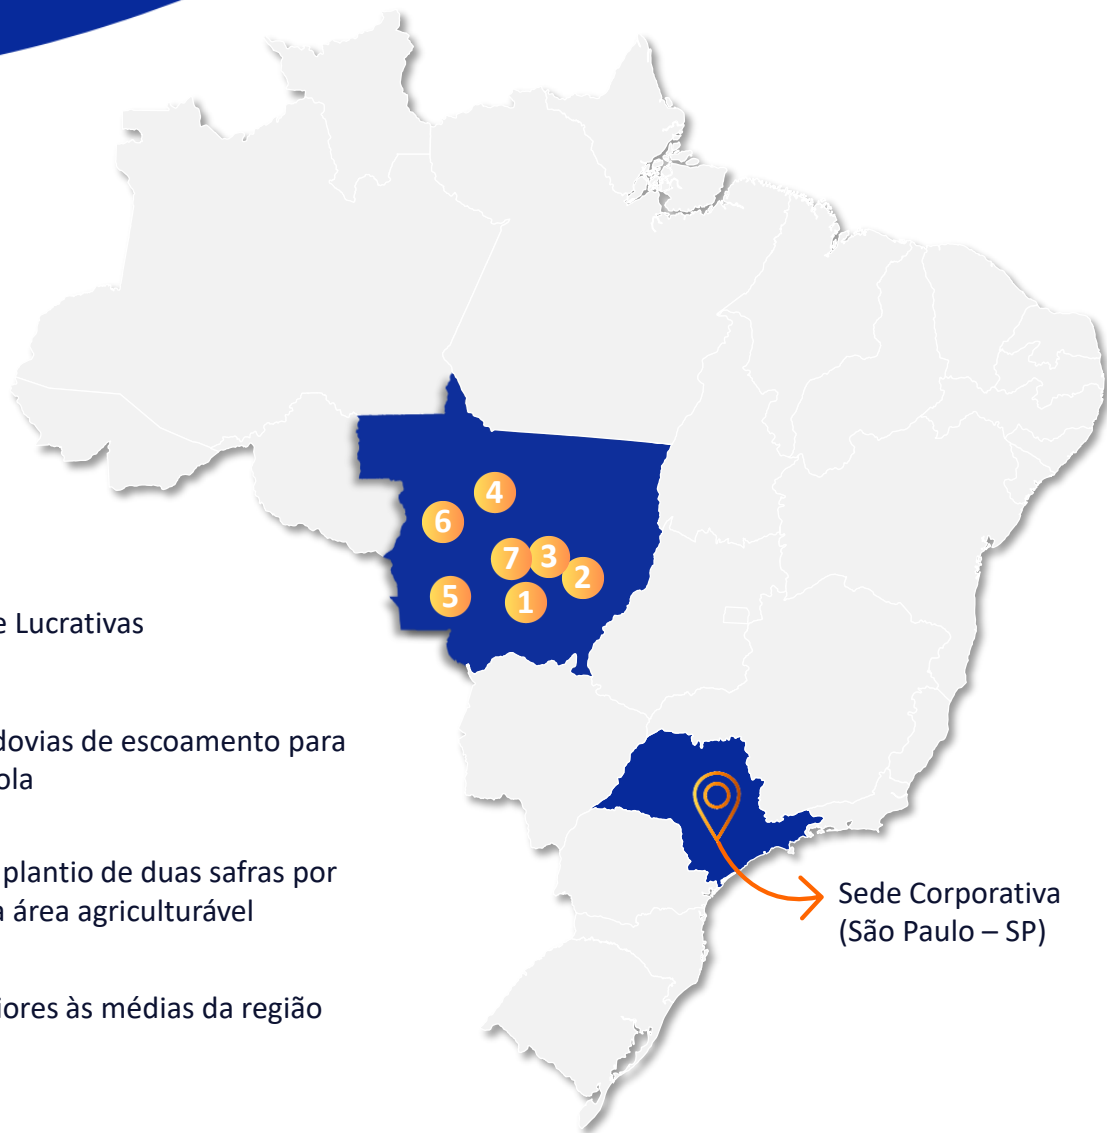 4
6
7
3
2
5
1
e Lucrativas
dovias de escoamento para
ola
plantio de duas safras por
a área agriculturável
iores às médias da região
Sede Corporativa
(São Paulo – SP)